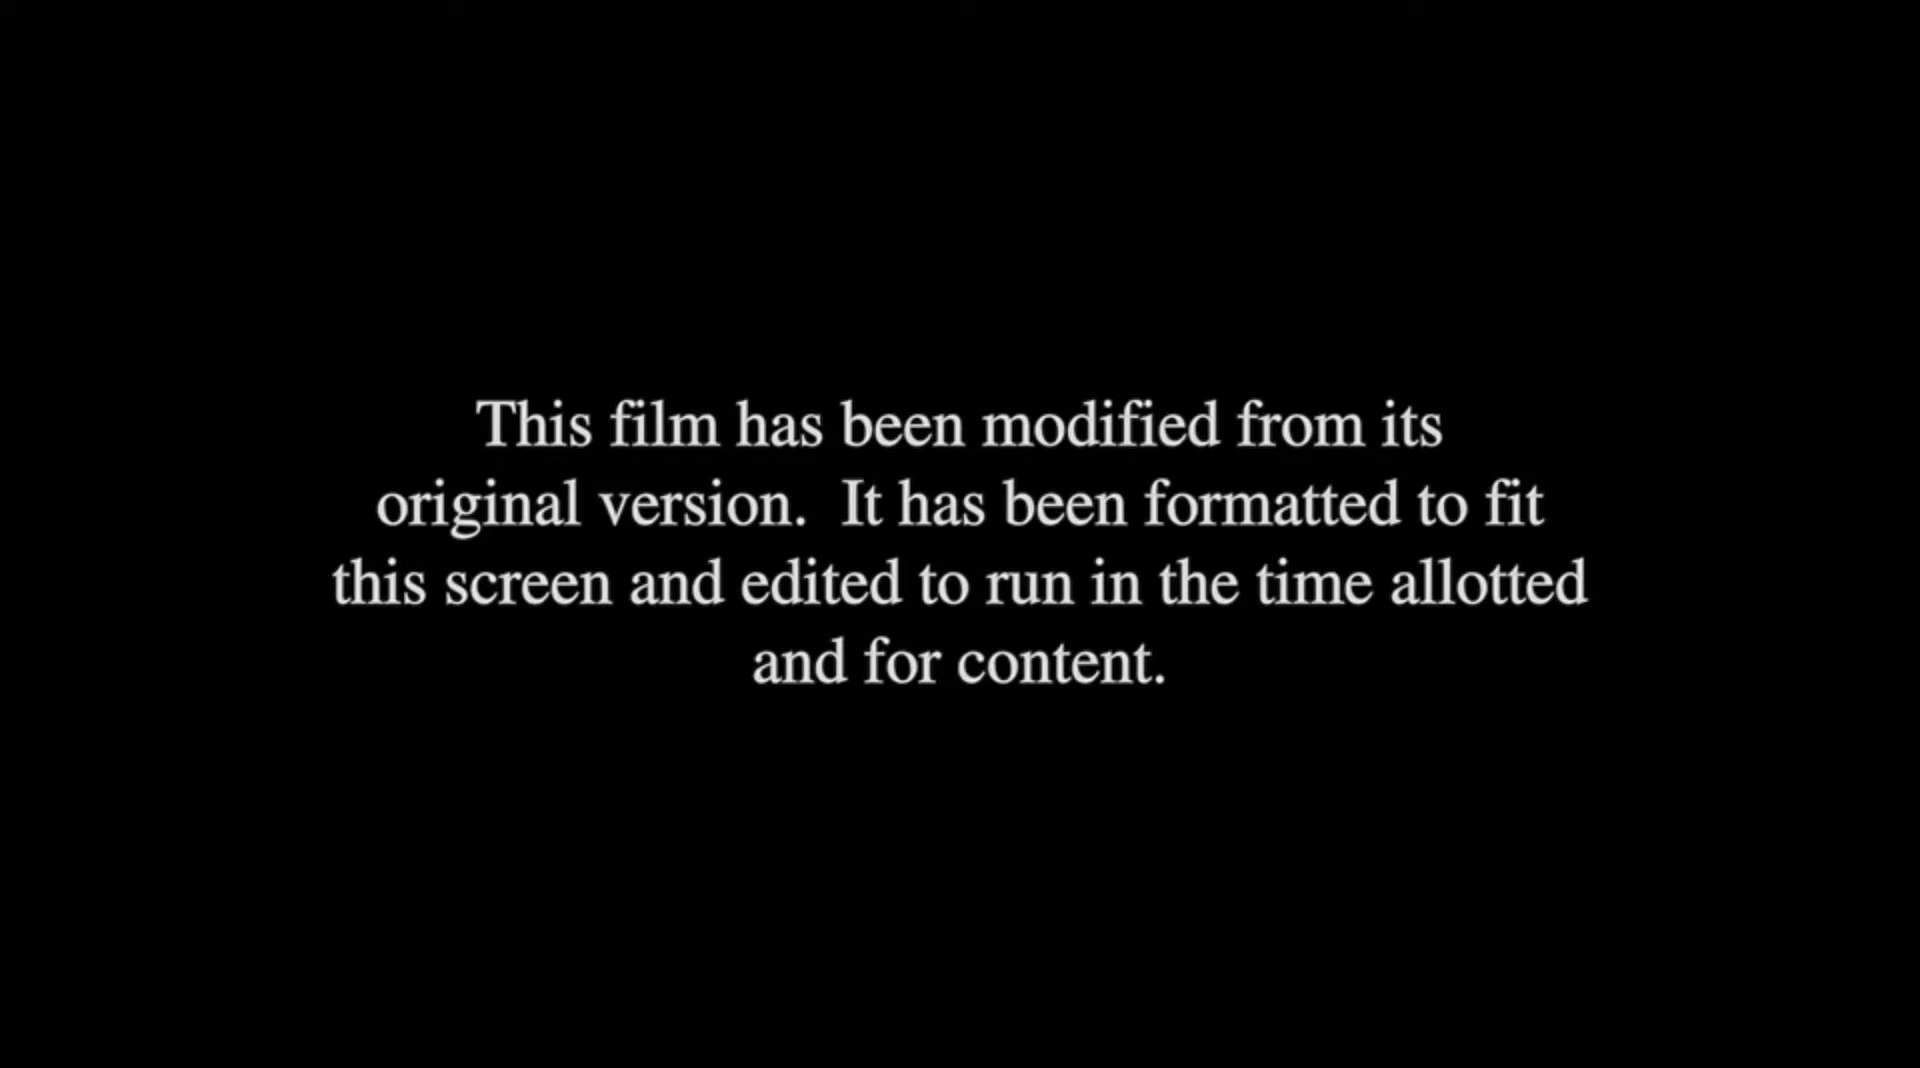 This film has been modified from its
original version.  It has been formatted to fit
this screen and edited to run in the time allotted
and for content.